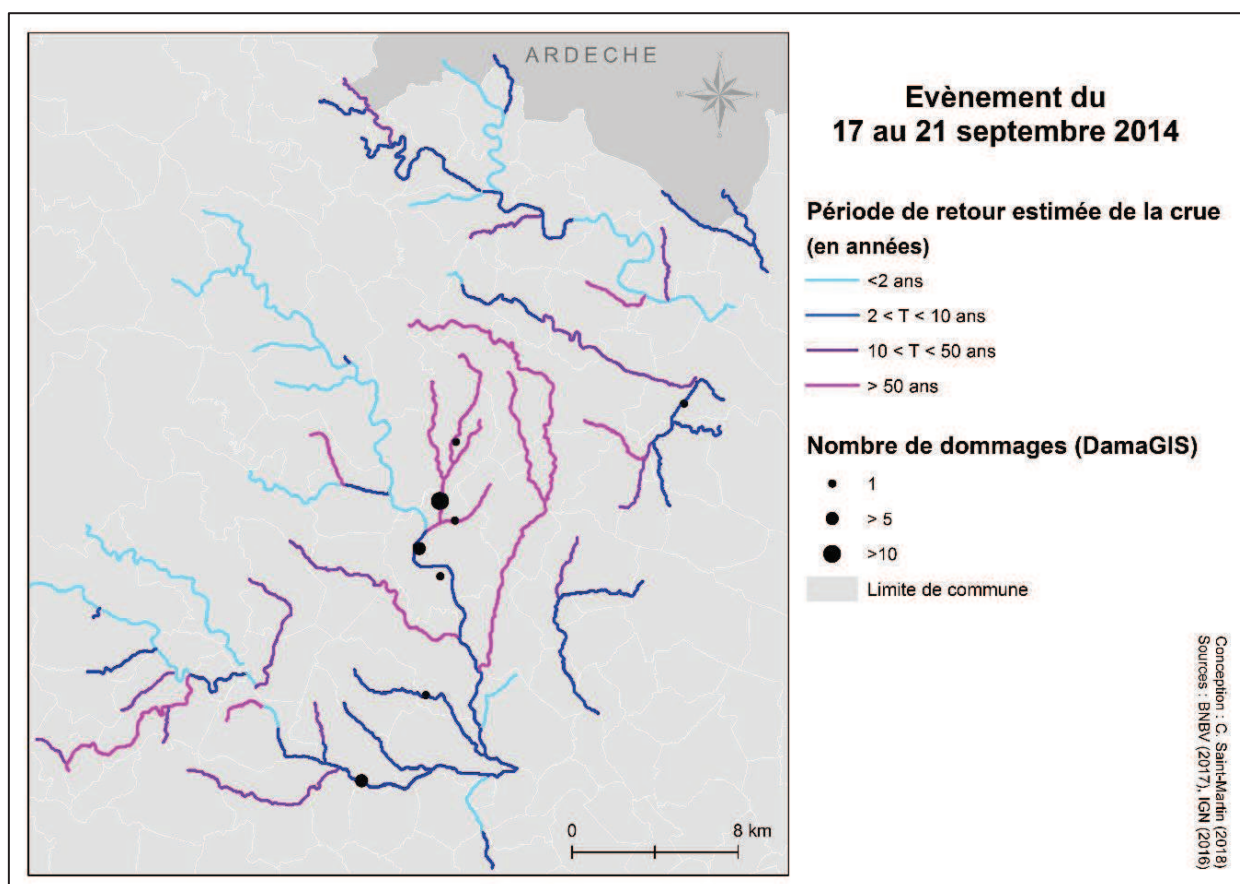 ARDECHE
Evènement du
17 au 21 septembre 2014
Période de retour estimée de la crue
(en années)
<2 ans
2 < T < 10 ans
10 < T < 50 ans
> 50 ans
Nombre de dommages (DamaGIS)
1
> 5
>10
Limite de commune
0 8 km
Conception : C. Saint-Martin (2018)
Sources : BNBV (2017), IGN (2016)